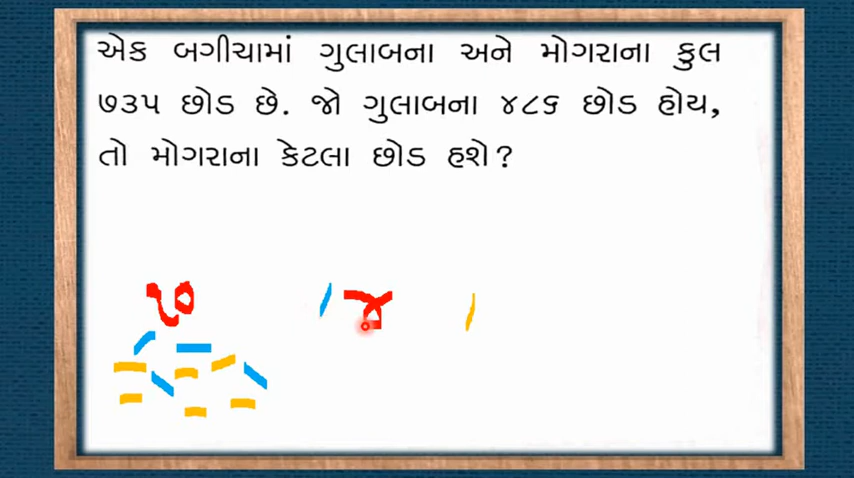 એક બગીચામાં ગુલાબના અને મોગરાના કુલ
૭૩૫ છોડ છે. જો ગુલાબના ૪૮૬ છોડ હોય,
તો મોગરાના કેટલા છોડ હશે?